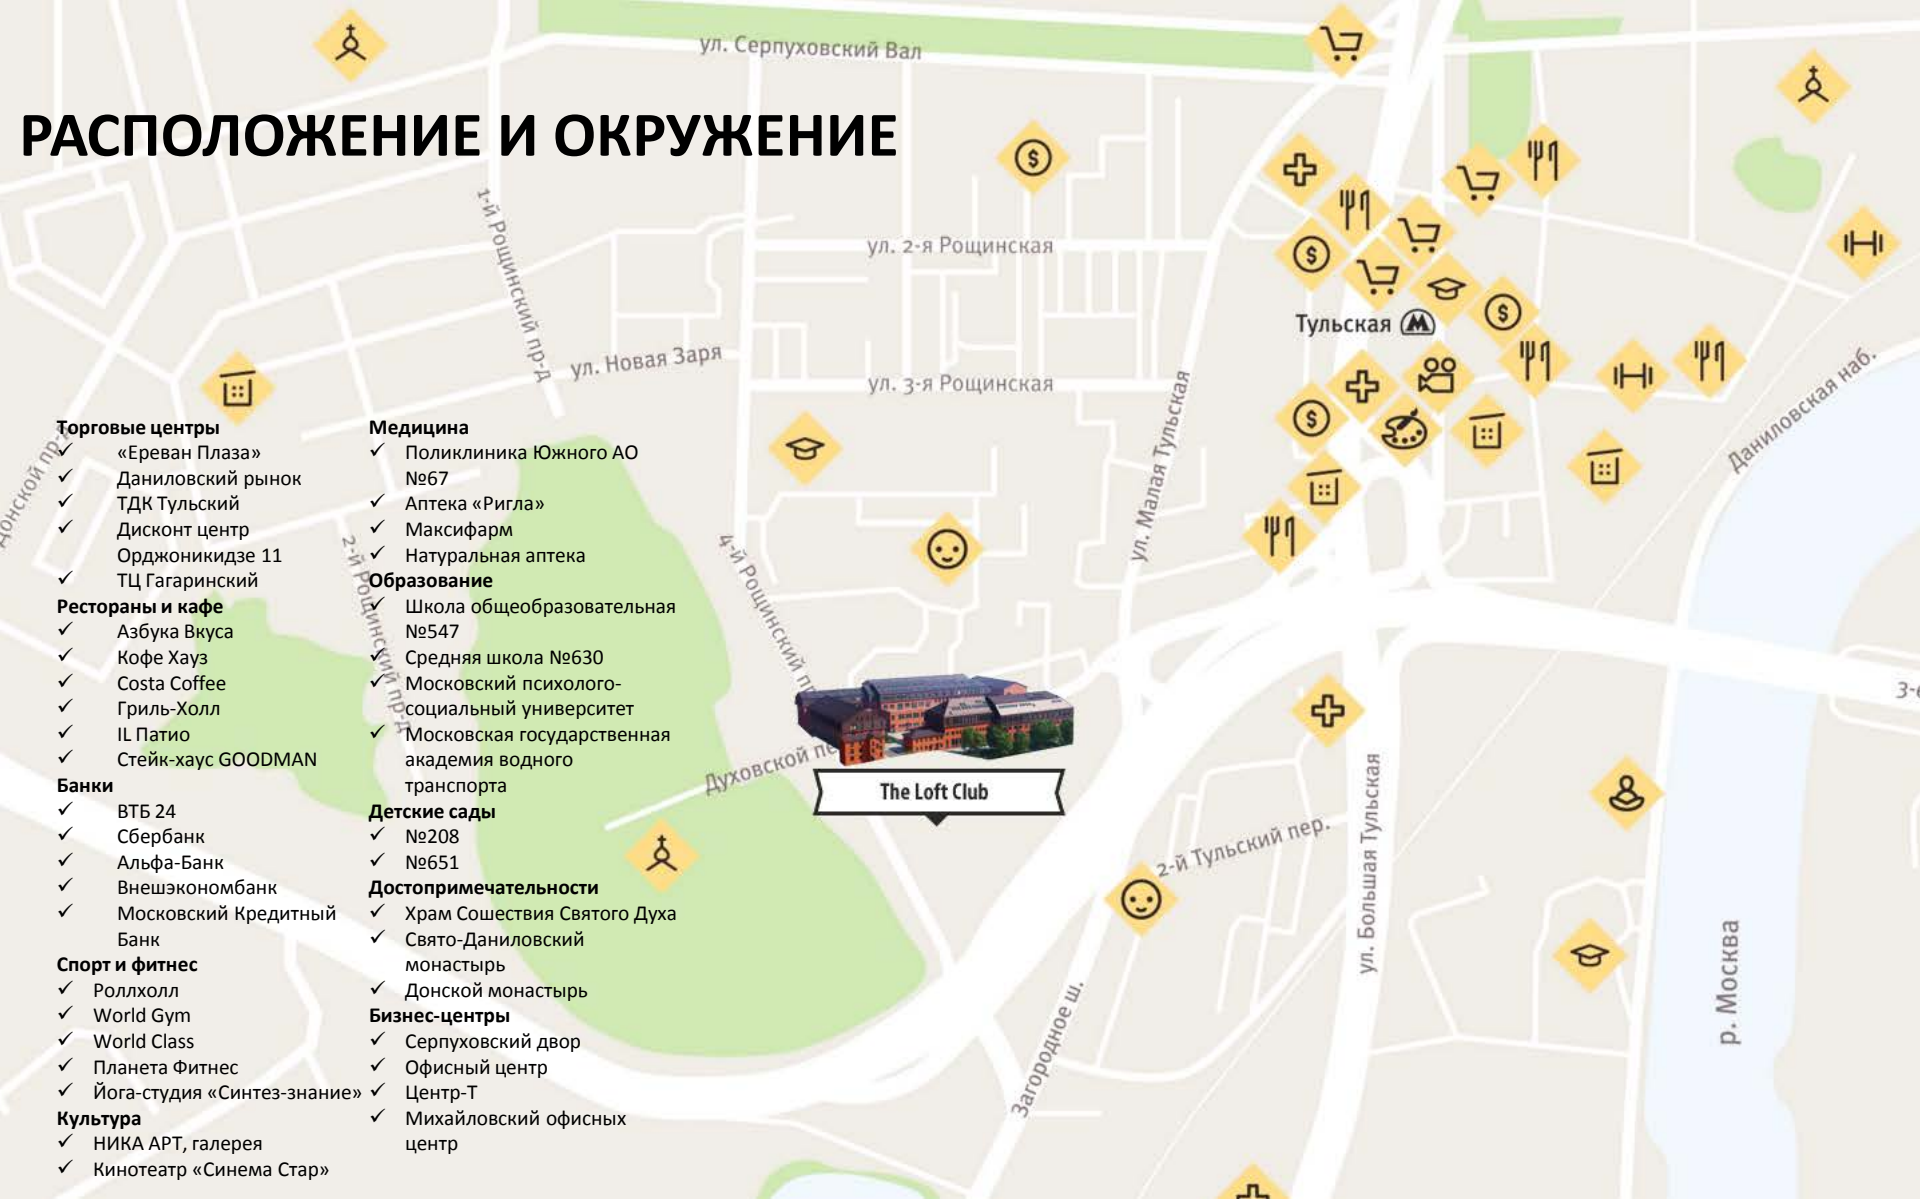 ул. Серпуховский Вал
РАСПОЛОЖЕНИЕ И ОКРУЖЕНИЕ
1-й Рощинский пр-д
ул. 2-я Рощинская
Тульская
ул. Новая Заря
ул. 3-я Рощинская
ул. Малая Тульская
Даниловская наб.
Донской пр-д
2-й Рощинский пр-д
4-й Рощинский
Духовской пе
The Loft Club
3-е
2-й Тульский пер.
ул. Большая Тульская
р. Москва
Загородное ш.
Торговые центры
✓ «Ереван Плаза»
✓ Даниловский рынок
✓ ТДК Тульский
✓ Дисконт центр
Орджоникидзе 11
✓ ТЦ Гагаринский
Рестораны и кафе
✓ Азбука Вкуса
✓ Кофе Хауз
✓ Costa Coffee
✓ Гриль-Холл
✓ IL Патио
✓ Стейк-хаус GOODMAN
Банки
✓ ВТБ 24
✓ Сбербанк
✓ Альфа-Банк
✓ Внешэкономбанк
✓ Московский Кредитный
Банк
Спорт и фитнес
✓ Роллхолл
✓ World Gym
✓ World Class
✓ Планета Фитнес
✓ Йога-студия «Синтез-знание»
Культура
✓ НИКА АРТ, галерея
✓ Кинотеатр «Синема Стар»
Медицина
✓ Поликлиника Южного АО
№67
✓ Аптека «Ригла»
✓ Максифарм
✓ Натуральная аптека
Образование
✓ Школа общеобразовательная
№547
✓ Средняя школа №630
✓ Московский психолого-
социальный университет
✓ Московская государственная
академия водного
транспорта
Детские сады
✓ №208
✓ №651
Достопримечательности
✓ Храм Сошествия Святого Духа
✓ Свято-Даниловский
монастырь
✓ Донской монастырь
Бизнес-центры
✓ Серпуховский двор
✓ Офисный центр
✓ Центр-Т
✓ Михайловский офисных
центр